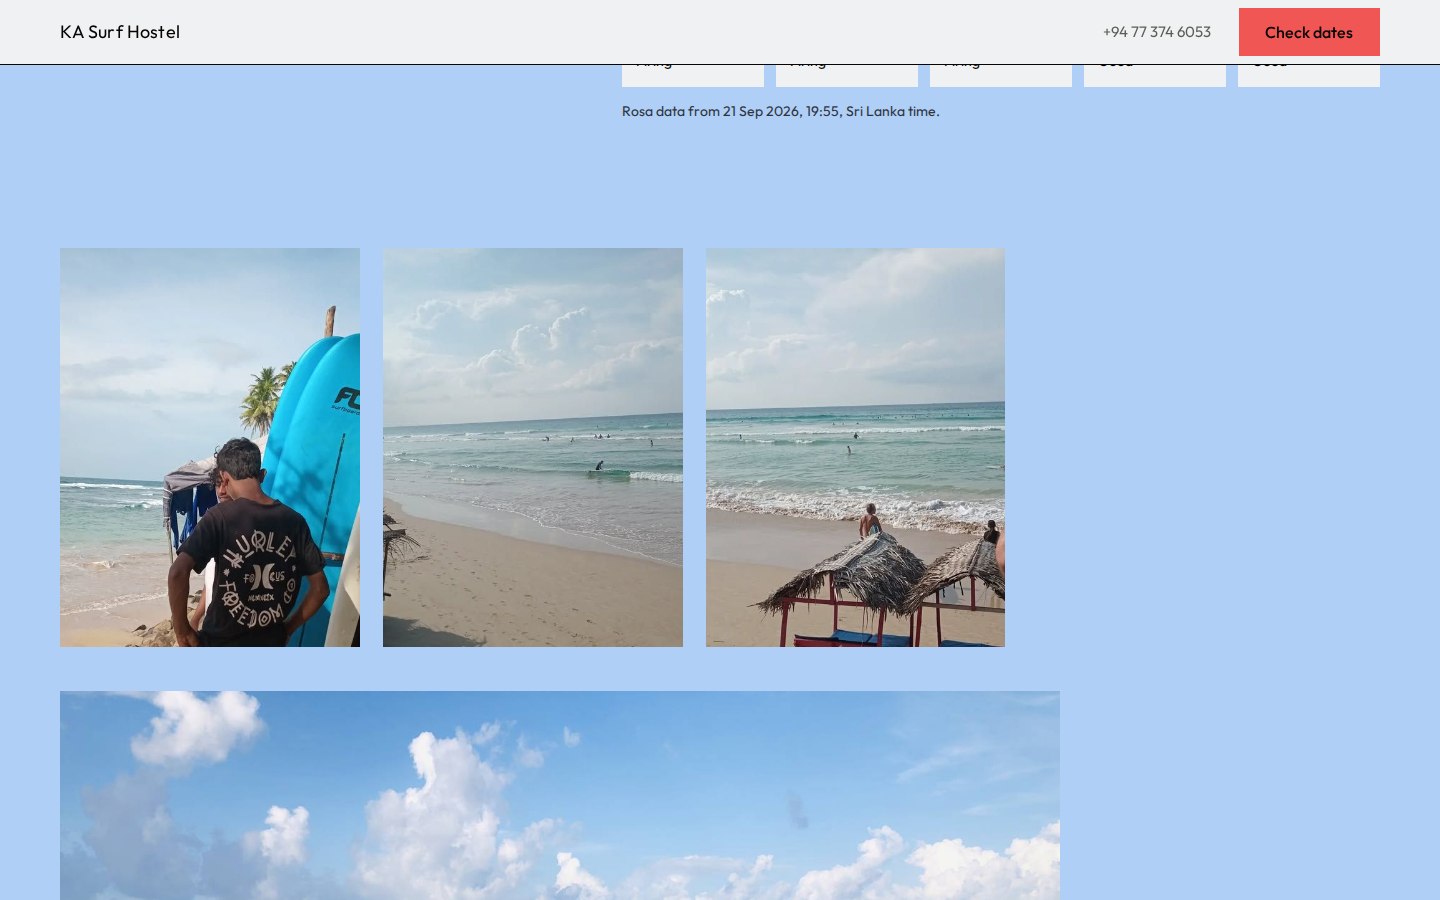 KA Surf Hostel
+94 77 374 6053
Check dates
Rosa data from 21 Sep 2026, 19:55, Sri Lanka time.
HURLEY
FREEDOM